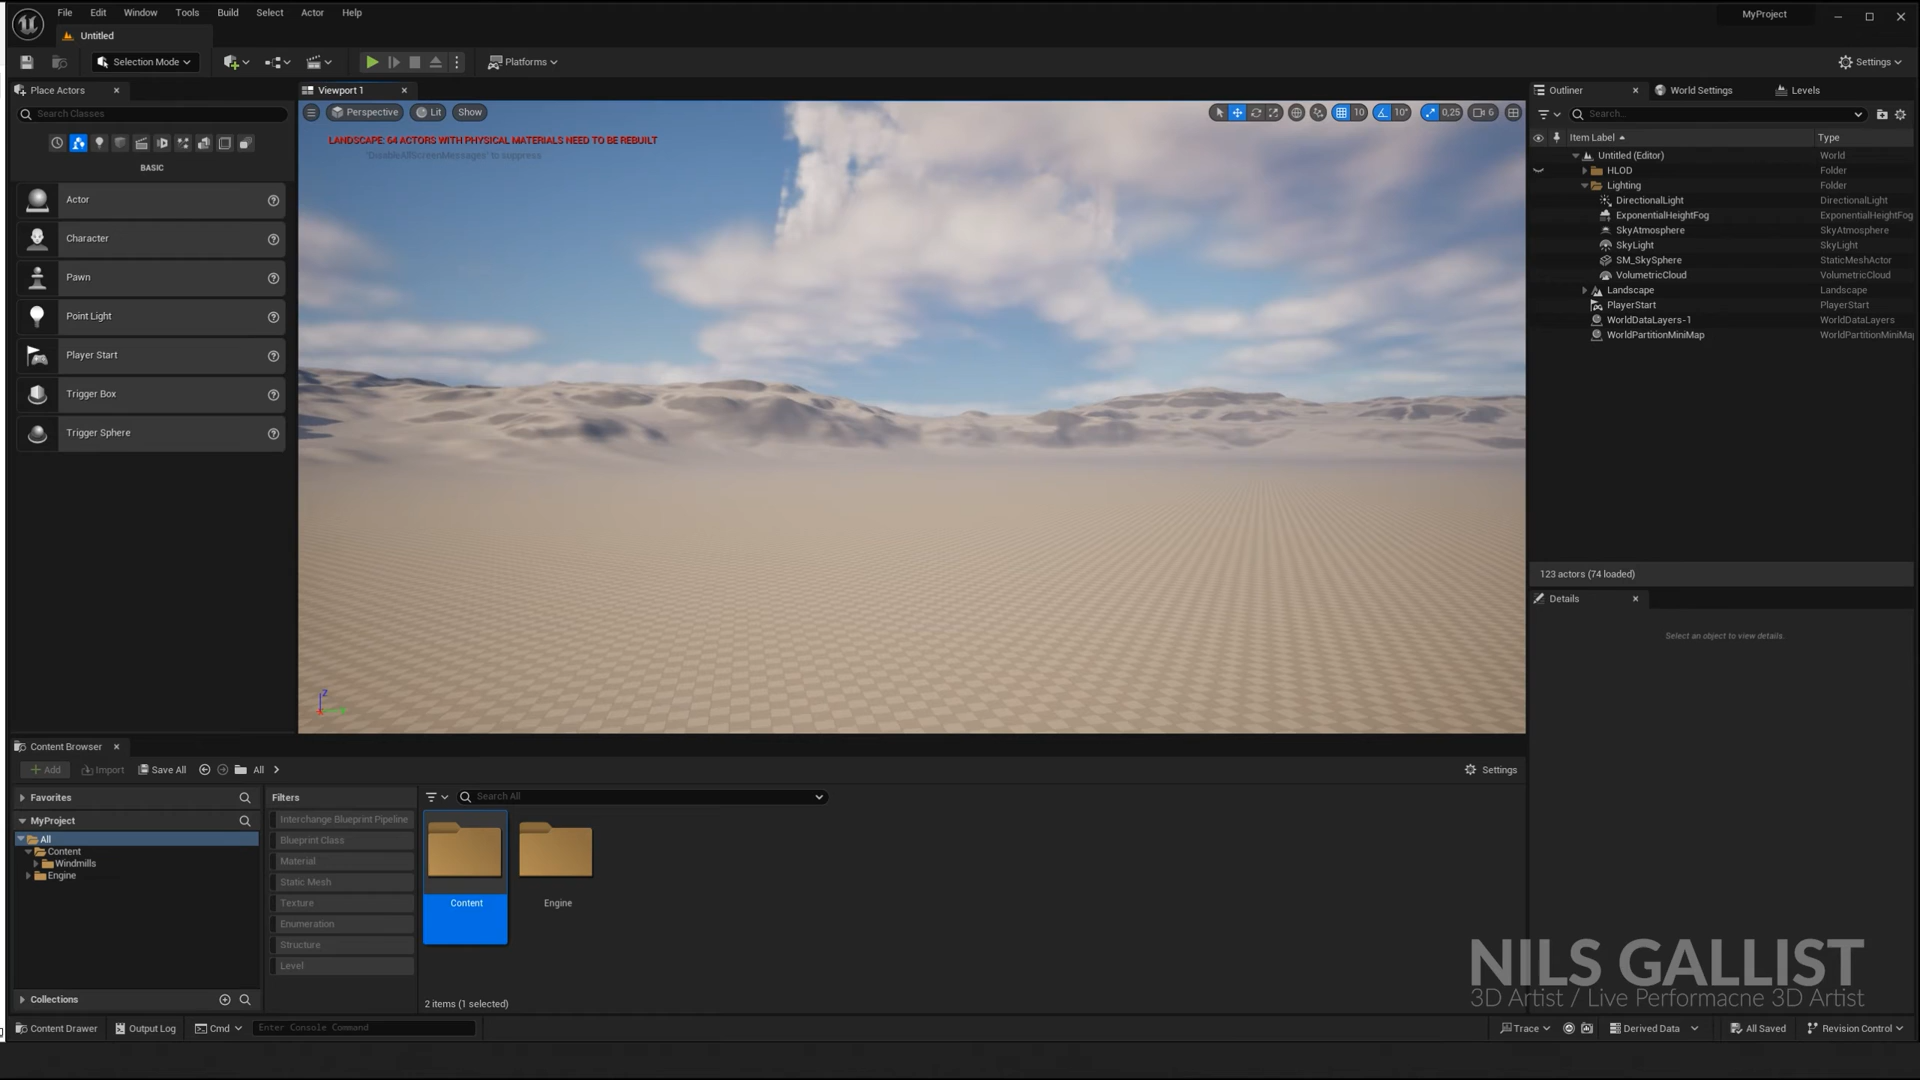 File Edit Window Tools Build Select Actor Help
MyProject
Untitled
Selection Mode
Platforms
Settings
Place Actors
Search Classes
BASIC
Actor
Character
Pawn
Point Light
Player Start
Trigger Box
Trigger Sphere
Viewport 1
Perspective Lit Show
10 10° 0,25 6
LANDSCAPE: 64 ACTORS WITH PHYSICAL MATERIALS NEED TO BE REBUILT
'DisableAllScreenMessages' to suppress
Z
Outliner World Settings Levels
Search...
Item Label Type
Untitled (Editor) World
HLOD Folder
Lighting Folder
DirectionalLight DirectionalLight
ExponentialHeightFog ExponentialHeightFog
SkyAtmosphere SkyAtmosphere
SkyLight SkyLight
SM_SkySphere StaticMeshActor
VolumetricCloud VolumetricCloud
Landscape Landscape
PlayerStart PlayerStart
WorldDataLayers-1 WorldDataLayers
WorldPartitionMiniMap WorldPartitionMiniMa
123 actors (74 loaded)
Details
Select an object to view details.
Content Browser
Add Import Save All All
Settings
Favorites
MyProject
All
Content
Windmills
Engine
Collections
Filters
Interchange Blueprint Pipeline
Blueprint Class
Material
Static Mesh
Texture
Enumeration
Structure
Level
Search All
Content
Engine
2 items (1 selected)
NILS GALLIST
3D Artist / Live Performacne 3D Artist
Content Drawer Output Log Cmd Enter Console Command
Trace Derived Data All Saved Revision Control